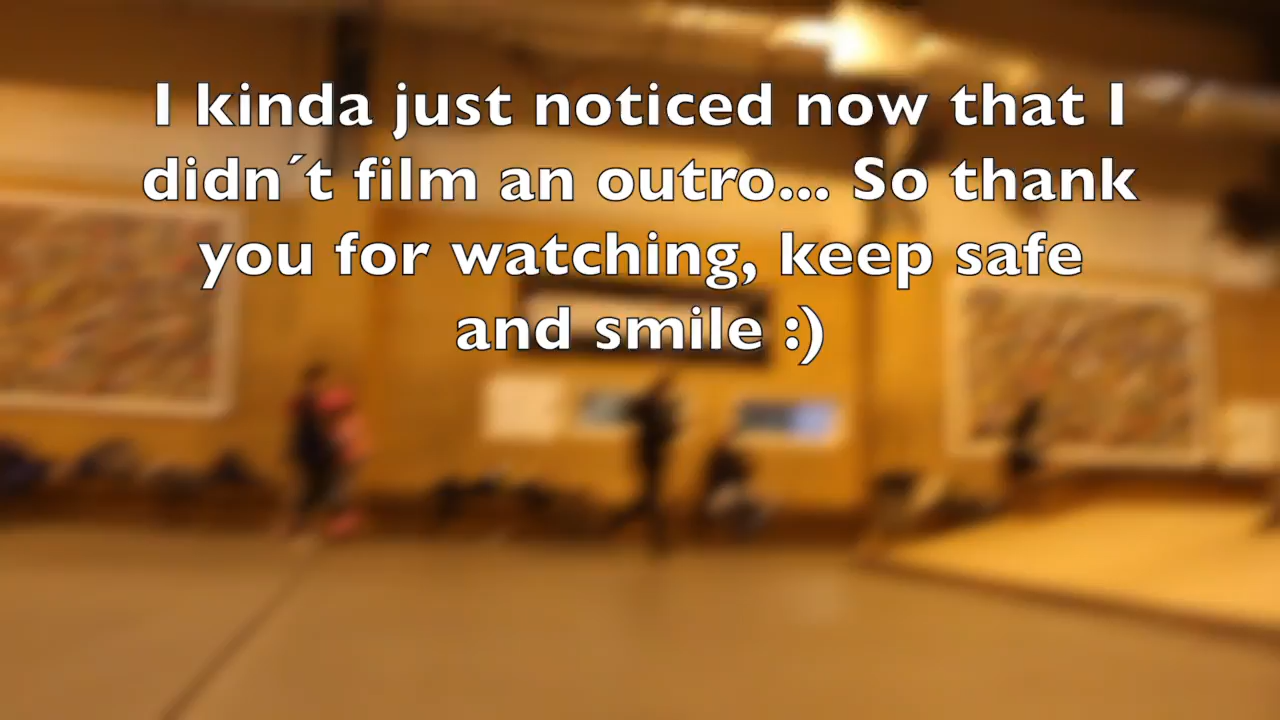 I kinda just noticed now that I
didn´t film an outro... So thank
you for watching, keep safe
and smile :)